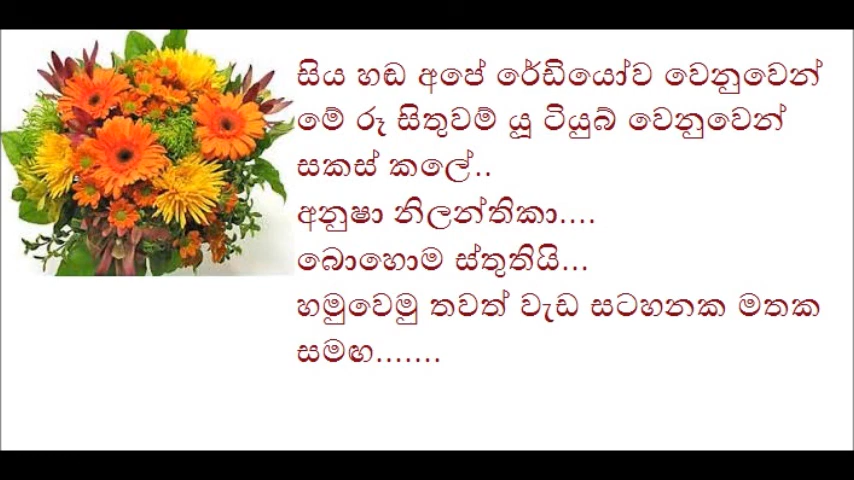 සිය හඬ අපේ රේඩියෝව වෙනුවෙන්
මේ රූ සිතුවම් යූ ටියුබ් වෙනුවෙන්
සකස් කලේ..
අනුෂා නිලන්තිකා....
බොහොම ස්තුතියි...
හමුවෙමු තවත් වැඩ සටහනක මතක
සමඟ.......